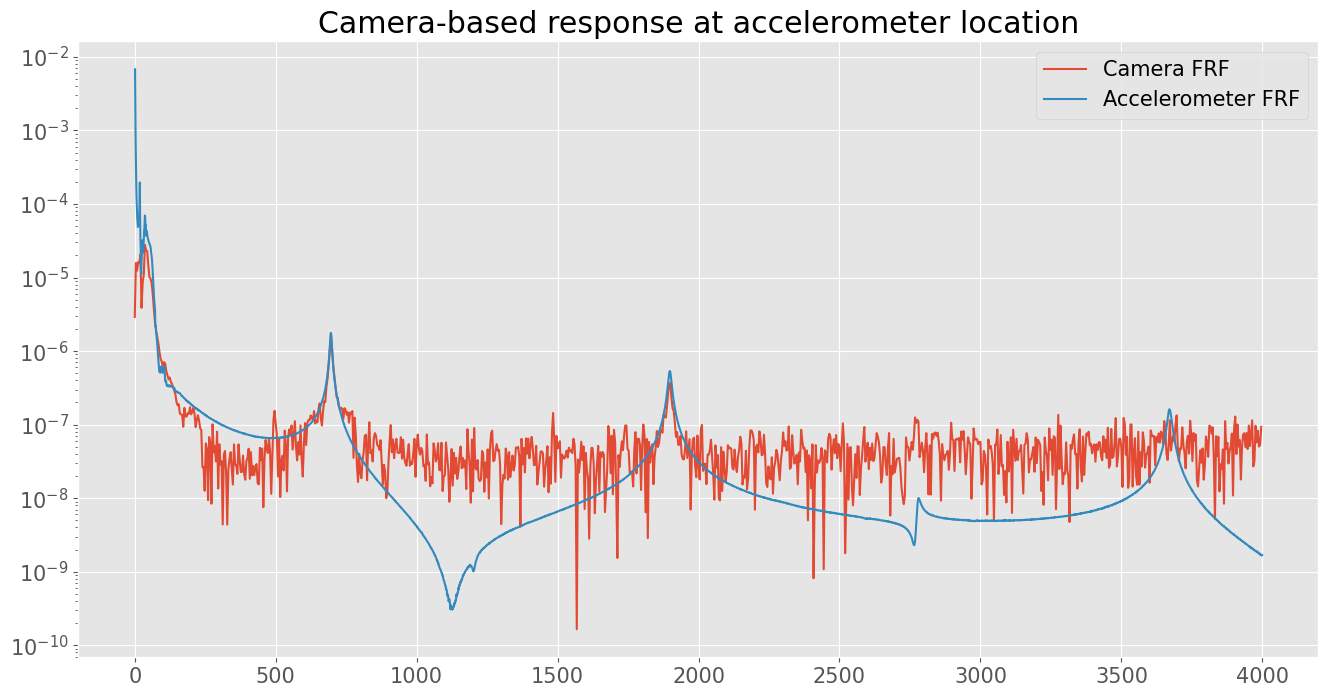 Camera-based response at accelerometer location
Camera FRF
Accelerometer FRF
10⁻²
10⁻³
10⁻⁴
10⁻⁵
10⁻⁶
10⁻⁷
10⁻⁸
10⁻⁹
10⁻¹⁰
0 500 1000 1500 2000 2500 3000 3500 4000